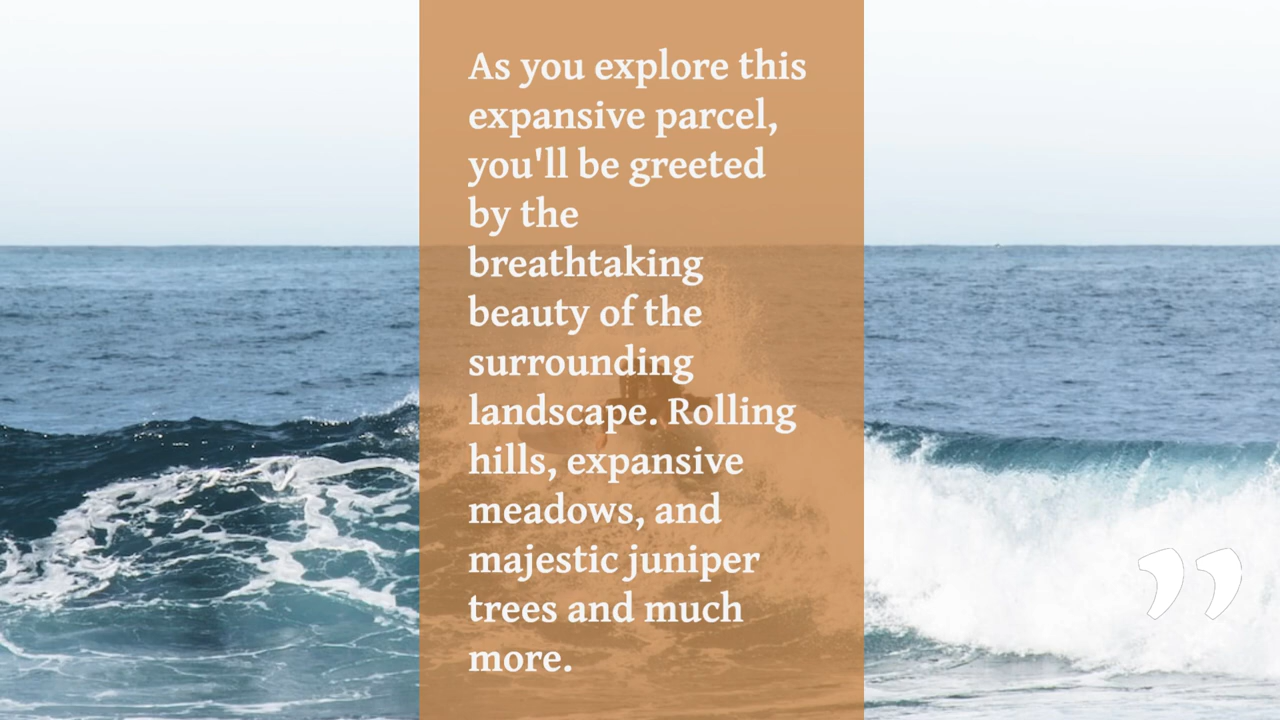 As you explore this
expansive parcel,
you'll be greeted
by the
breathtaking
beauty of the
surrounding
landscape. Rolling
hills, expansive
meadows, and
majestic juniper
trees and much
more.
”